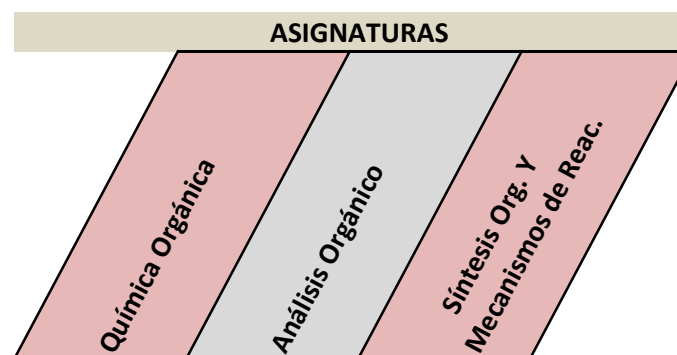 ASIGNATURAS
Química Orgánica
Análisis Orgánico
Síntesis Org. Y
Mecanismos de Reac.